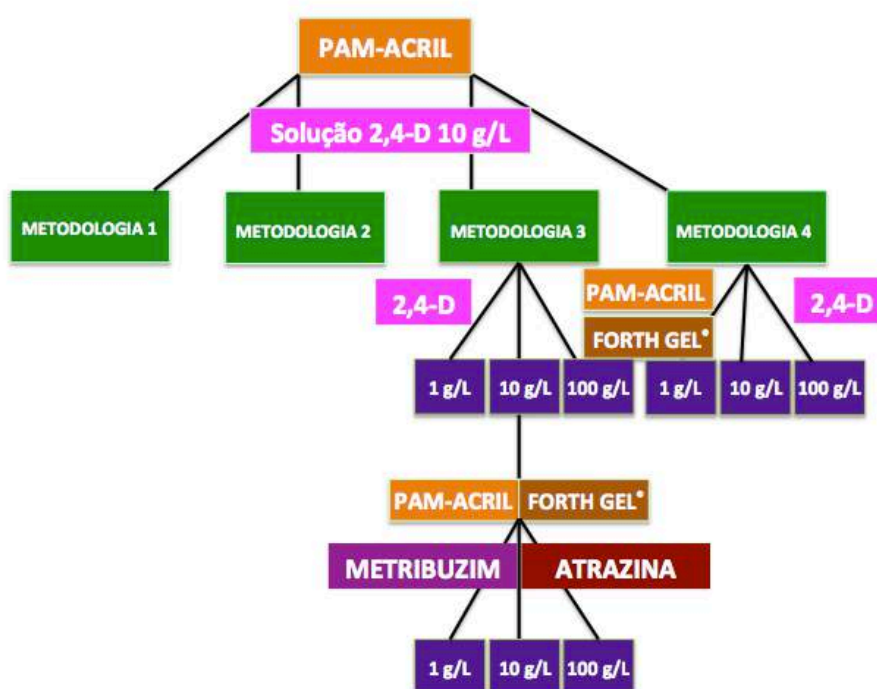 PAM-ACRIL
Solução 2,4-D 10 g/L
METODOLOGIA 1
METODOLOGIA 2
METODOLOGIA 3
METODOLOGIA 4
2,4-D
PAM-ACRIL
2,4-D
FORTH GEL®
1 g/L
10 g/L
100 g/L
1 g/L
10 g/L
100 g/L
PAM-ACRIL
FORTH GEL®
METRIBUZIM
ATRAZINA
1 g/L
10 g/L
100 g/L